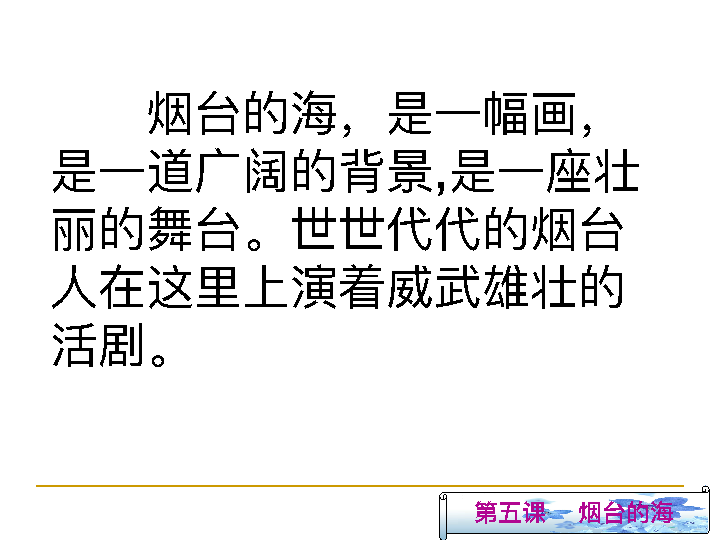 烟台的海，是一幅画，
是一道广阔的背景,是一座壮
丽的舞台。世世代代的烟台
人在这里上演着威武雄壮的
活剧。
第五课 烟台的海